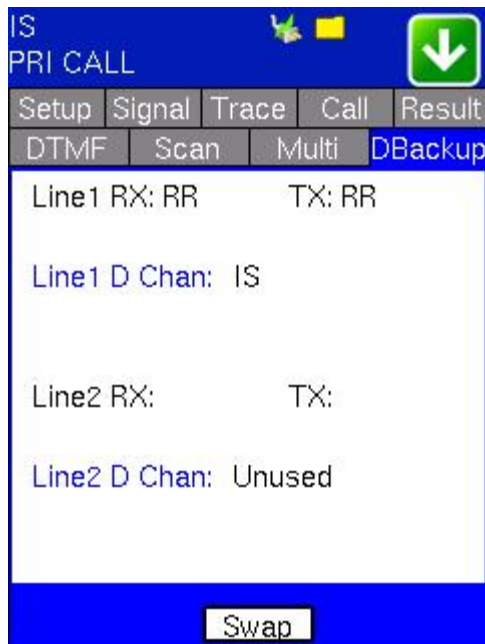 IS
PRI CALL
Setup Signal Trace Call Result
DTMF Scan Multi DBackup
Line1 RX: RR TX: RR
Line1 D Chan: IS
Line2 RX: TX:
Line2 D Chan: Unused
Swap